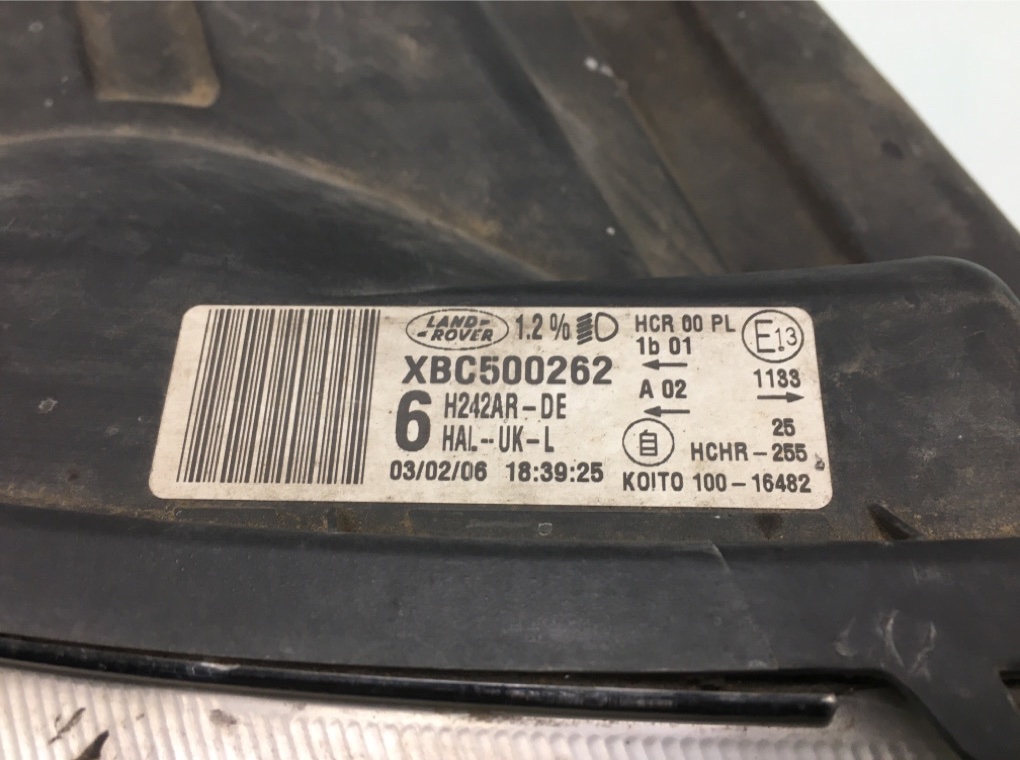 LAND-
-ROVER
1.2%
XBC500262
6
H242AR-DE
HAL-UK-L
03/02/06 18:39:25
HCR 00 PL
1b 01
←
A 02
←
自
E13
1133
→
25
HCHR-255
KOITO 100-16482